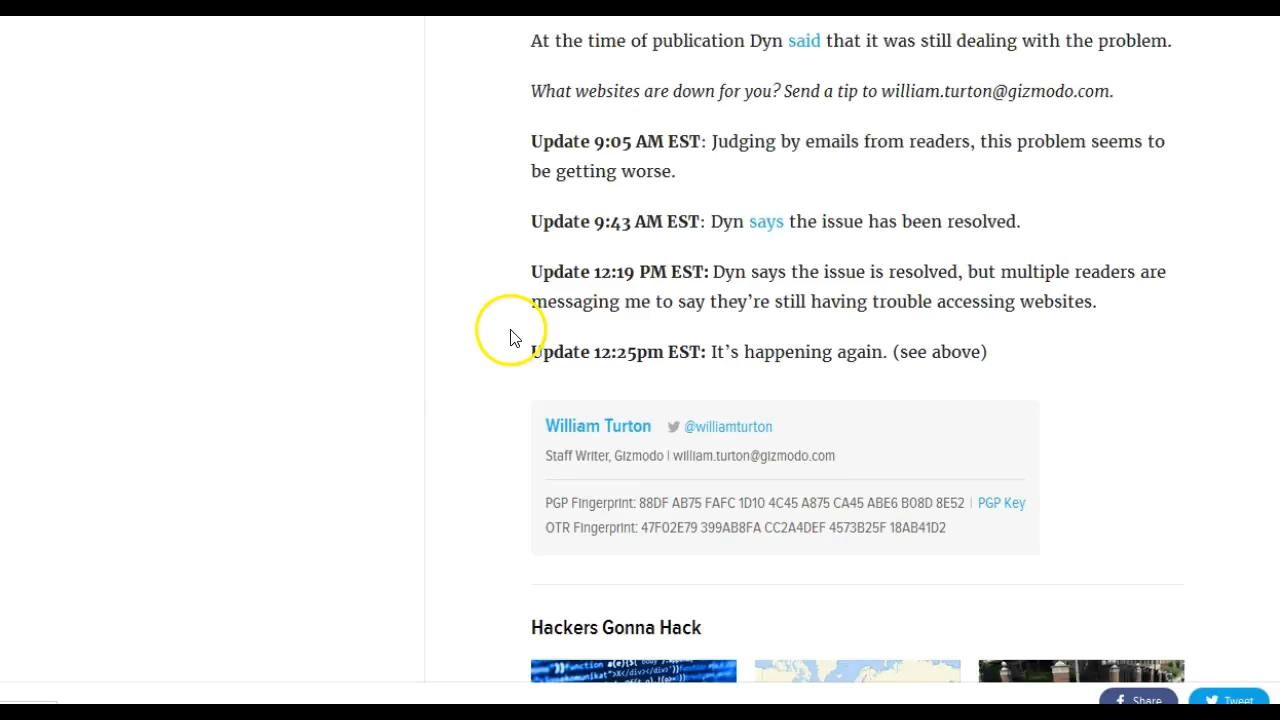 At the time of publication Dyn said that it was still dealing with the problem.
What websites are down for you? Send a tip to william.turton@gizmodo.com.
Update 9:05 AM EST: Judging by emails from readers, this problem seems to
be getting worse.
Update 9:43 AM EST: Dyn says the issue has been resolved.
Update 12:19 PM EST: Dyn says the issue is resolved, but multiple readers are
messaging me to say they’re still having trouble accessing websites.
Update 12:25pm EST: It’s happening again. (see above)
William Turton @williamturton
Staff Writer, Gizmodo | william.turton@gizmodo.com
PGP Fingerprint: 88DF AB75 FAFC 1D10 4C45 A875 CA45 ABE6 B08D 8E52 | PGP Key
OTR Fingerprint: 47F02E79 399AB8FA CC2A4DEF 4573B25F 18AB41D2
Hackers Gonna Hack
Share Tweet